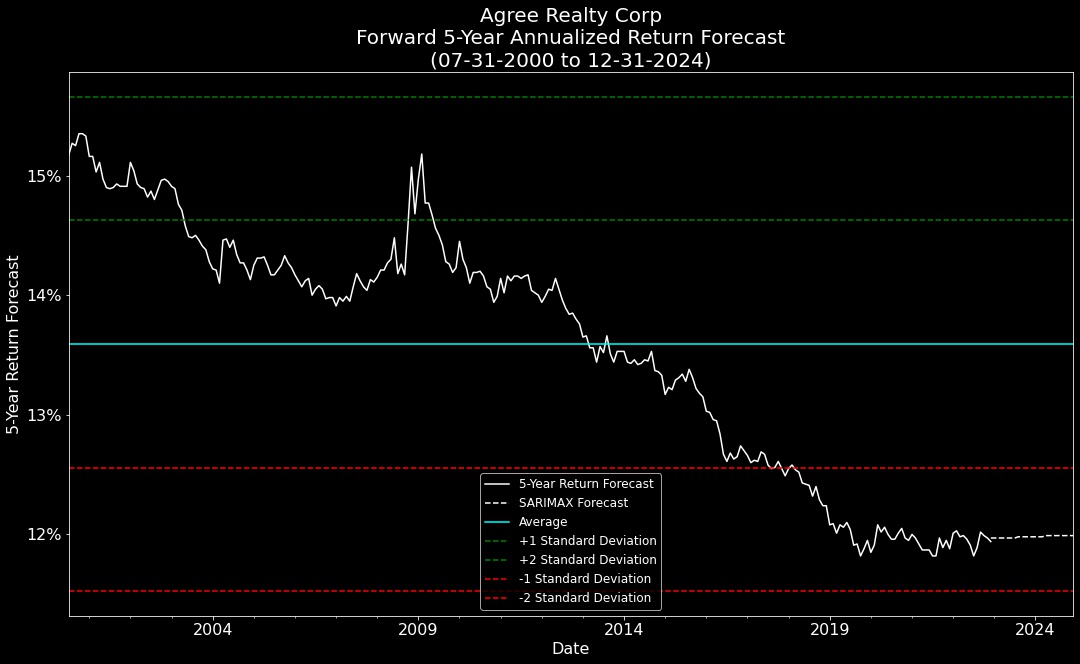 Agree Realty Corp
Forward 5-Year Annualized Return Forecast
(07-31-2000 to 12-31-2024)
5-Year Return Forecast
15%
14%
13%
12%
5-Year Return Forecast
SARIMAX Forecast
Average
+1 Standard Deviation
+2 Standard Deviation
-1 Standard Deviation
-2 Standard Deviation
2004 2009 2014 2019 2024
Date